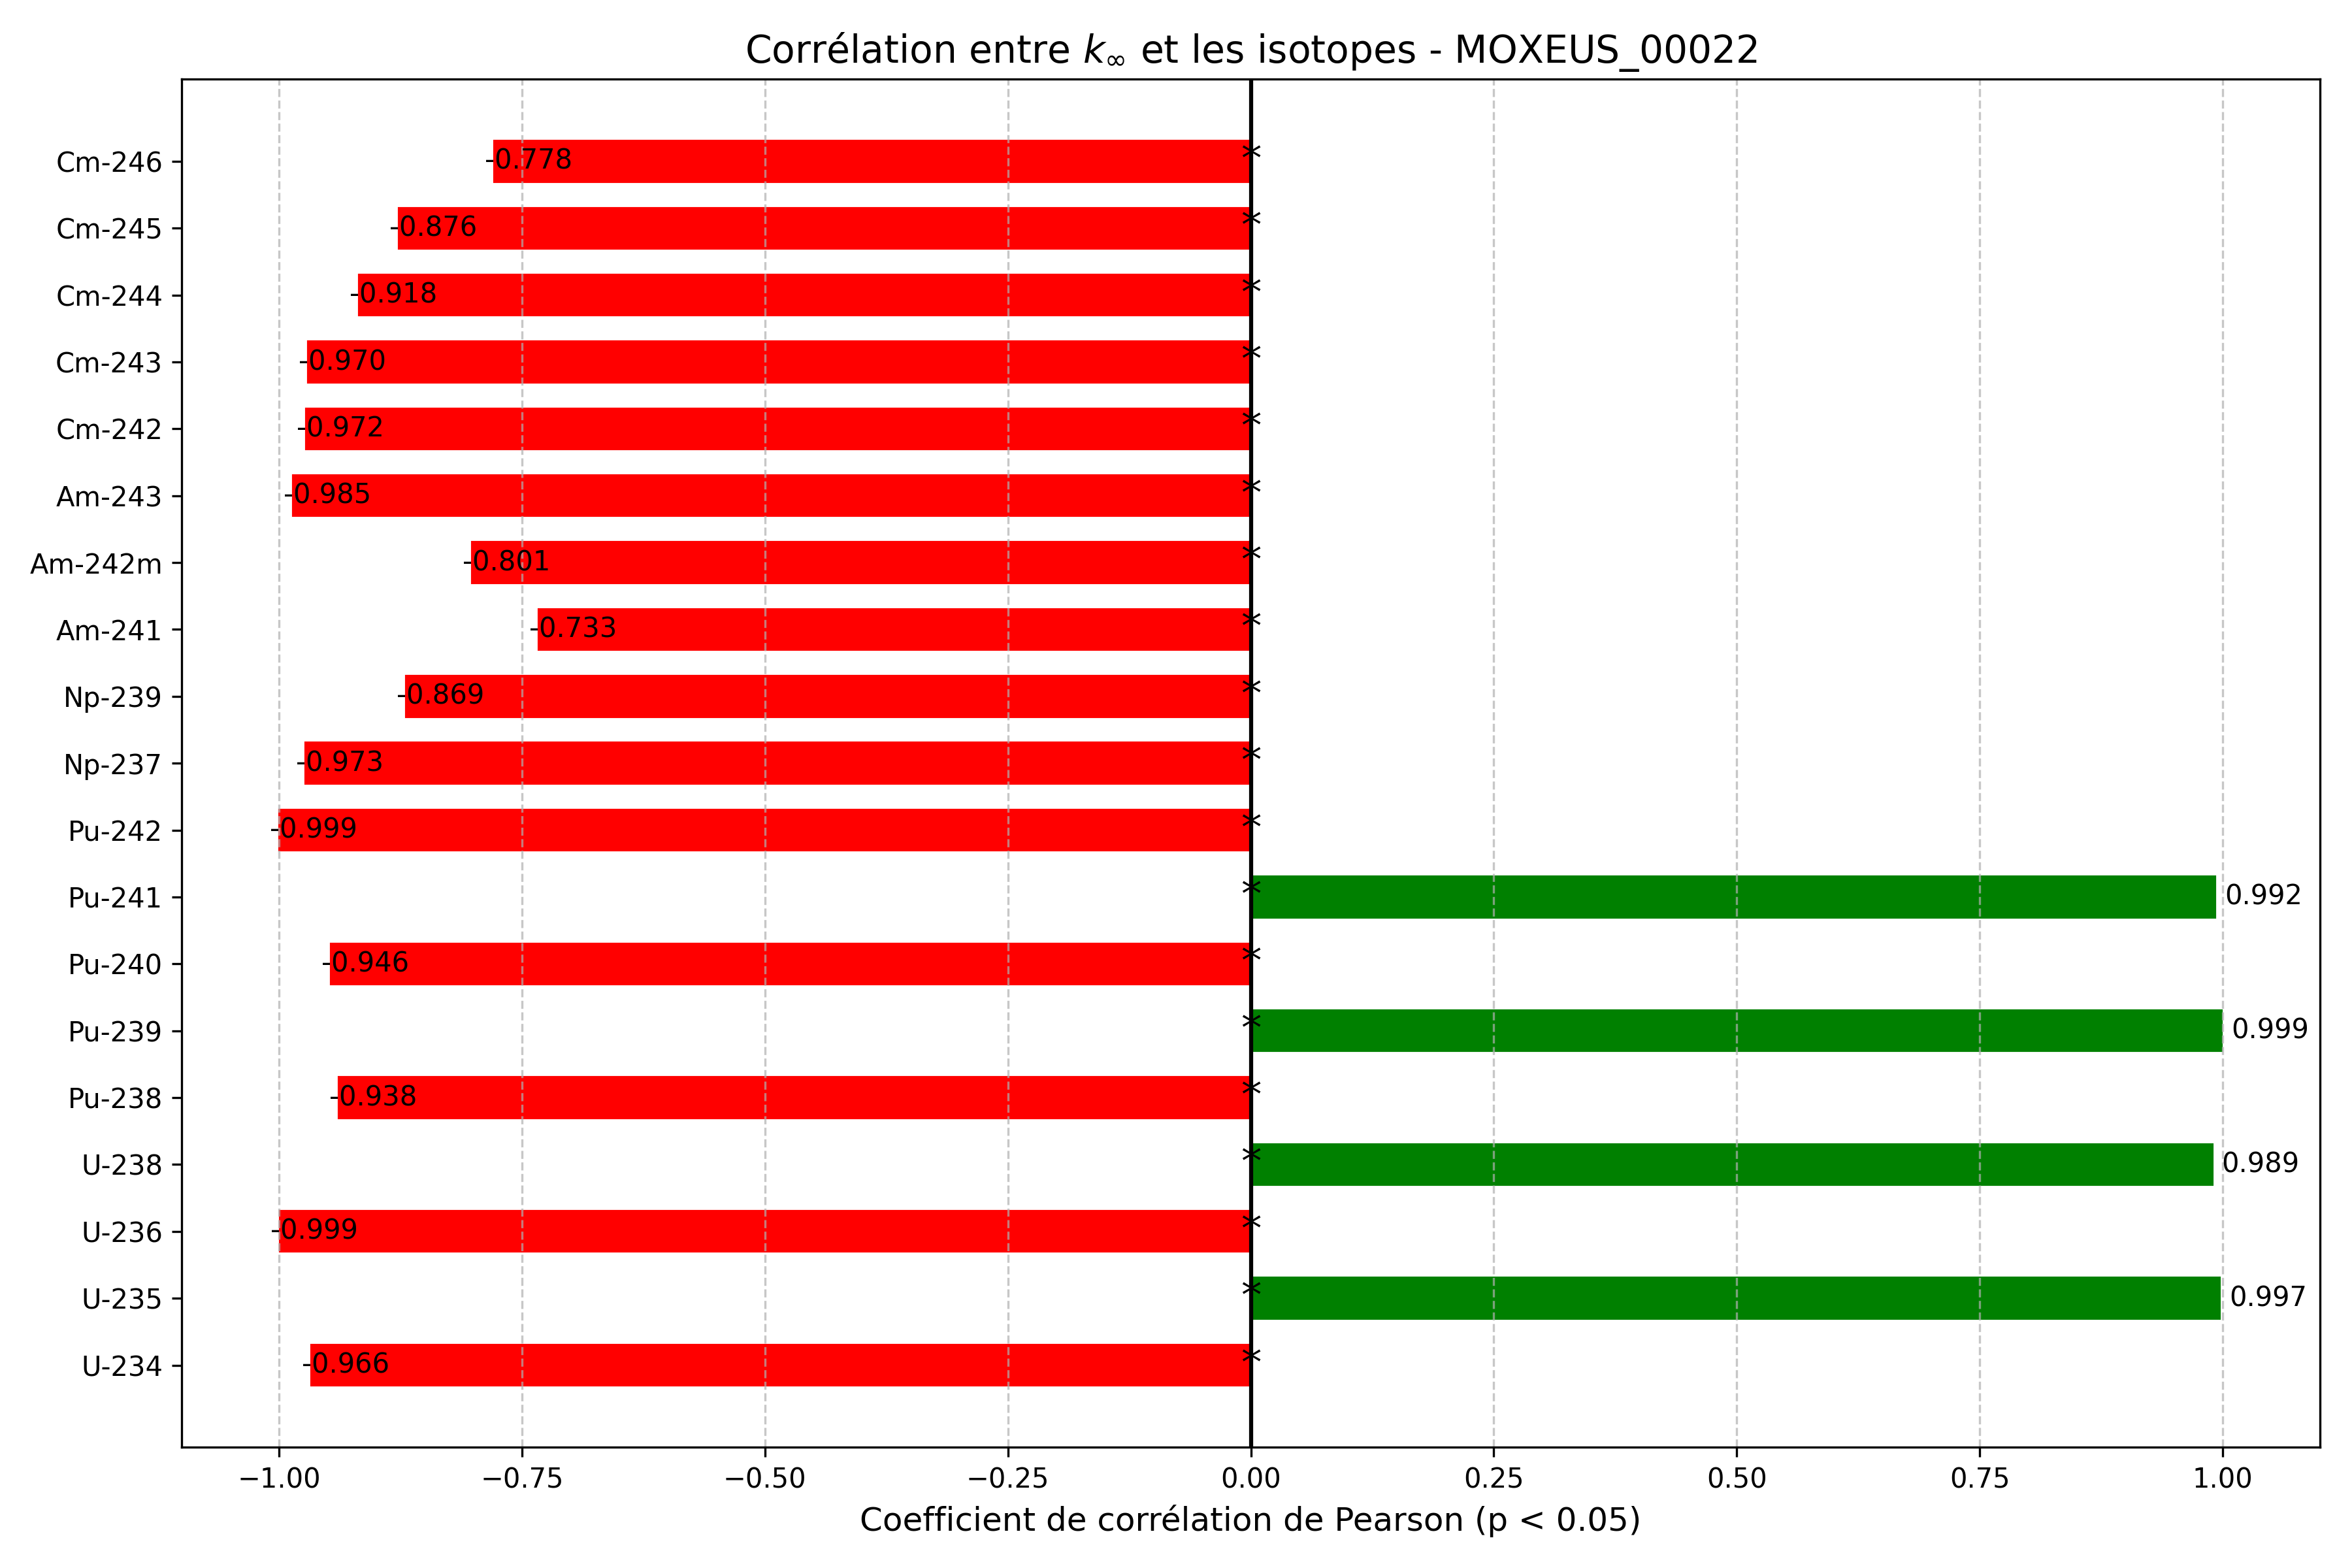 Corrélation entre k∞ et les isotopes - MOXEUS_00022
Cm-246
-0.778
*
Cm-245
-0.876
*
Cm-244
-0.918
*
Cm-243
-0.970
*
Cm-242
-0.972
*
Am-243
-0.985
*
Am-242m
-0.801
*
Am-241
-0.733
*
Np-239
-0.869
*
Np-237
-0.973
*
Pu-242
-0.999
*
Pu-241
*
0.992
Pu-240
-0.946
*
Pu-239
*
0.999
Pu-238
-0.938
*
U-238
*
0.989
U-236
-0.999
*
U-235
*
0.997
U-234
-0.966
*
−1.00 −0.75 −0.50 −0.25 0.00 0.25 0.50 0.75 1.00
Coefficient de corrélation de Pearson (p < 0.05)